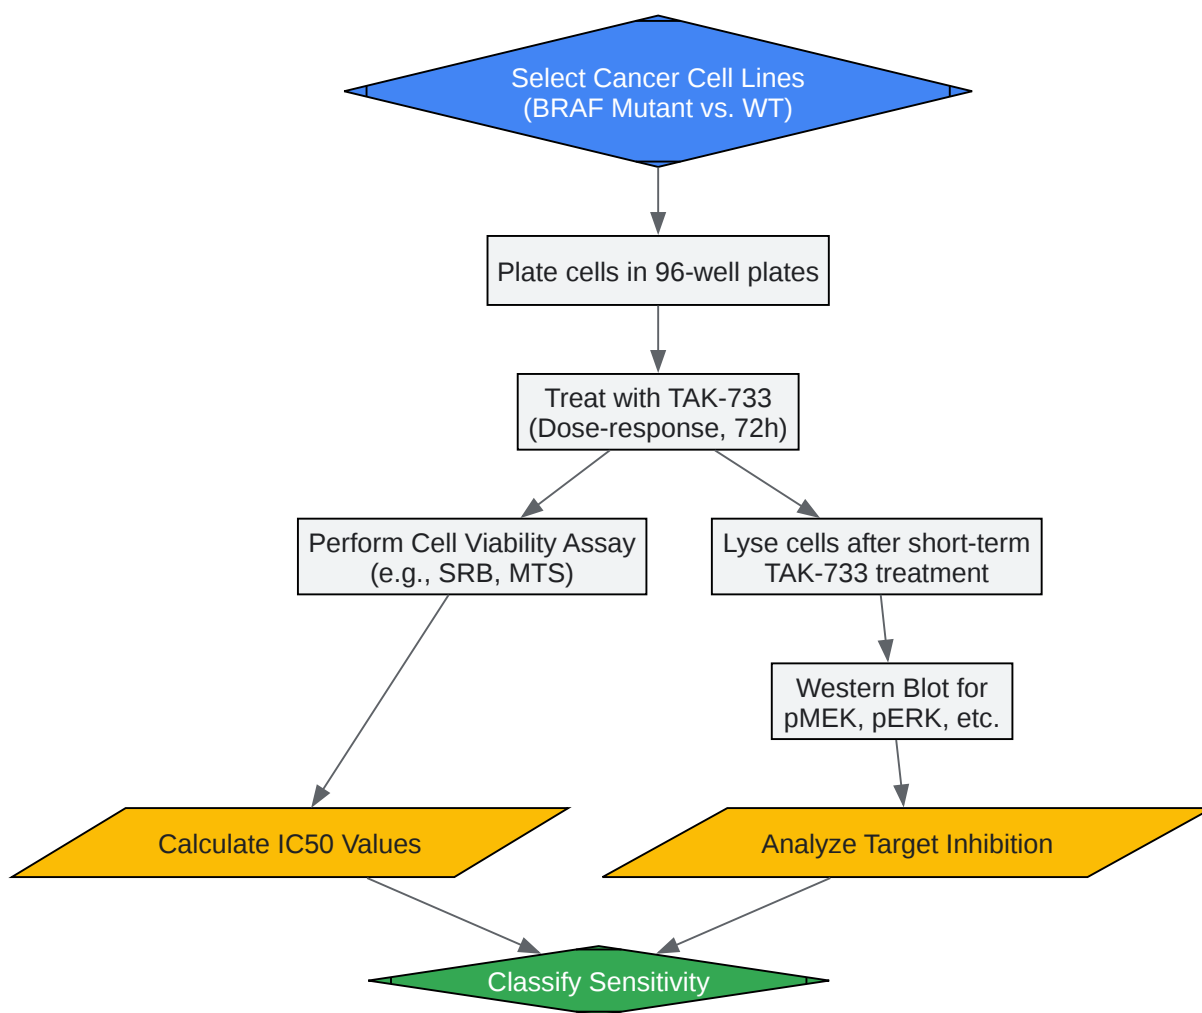 Select Cancer Cell Lines
(BRAF Mutant vs. WT)
Plate cells in 96-well plates
Treat with TAK-733
(Dose-response, 72h)
Perform Cell Viability Assay
(e.g., SRB, MTS)
Lyse cells after short-term
TAK-733 treatment
Western Blot for
pMEK, pERK, etc.
Calculate IC50 Values
Analyze Target Inhibition
Classify Sensitivity